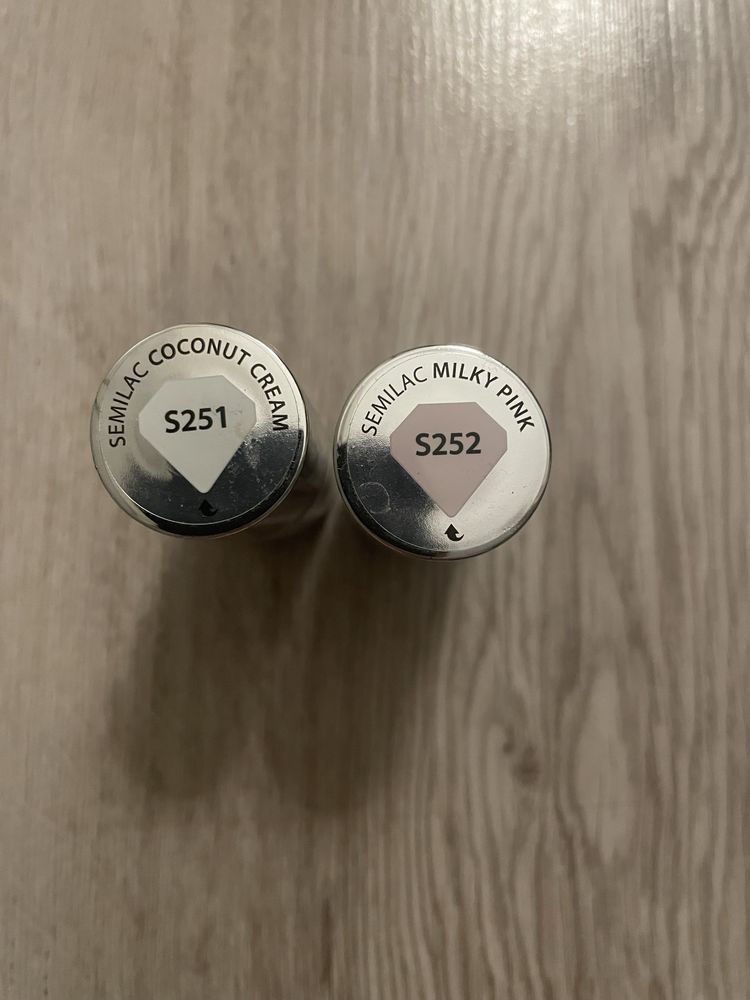 SEMILAC COCONUT CREAM
S251
SEMILAC MILKY PINK
S252